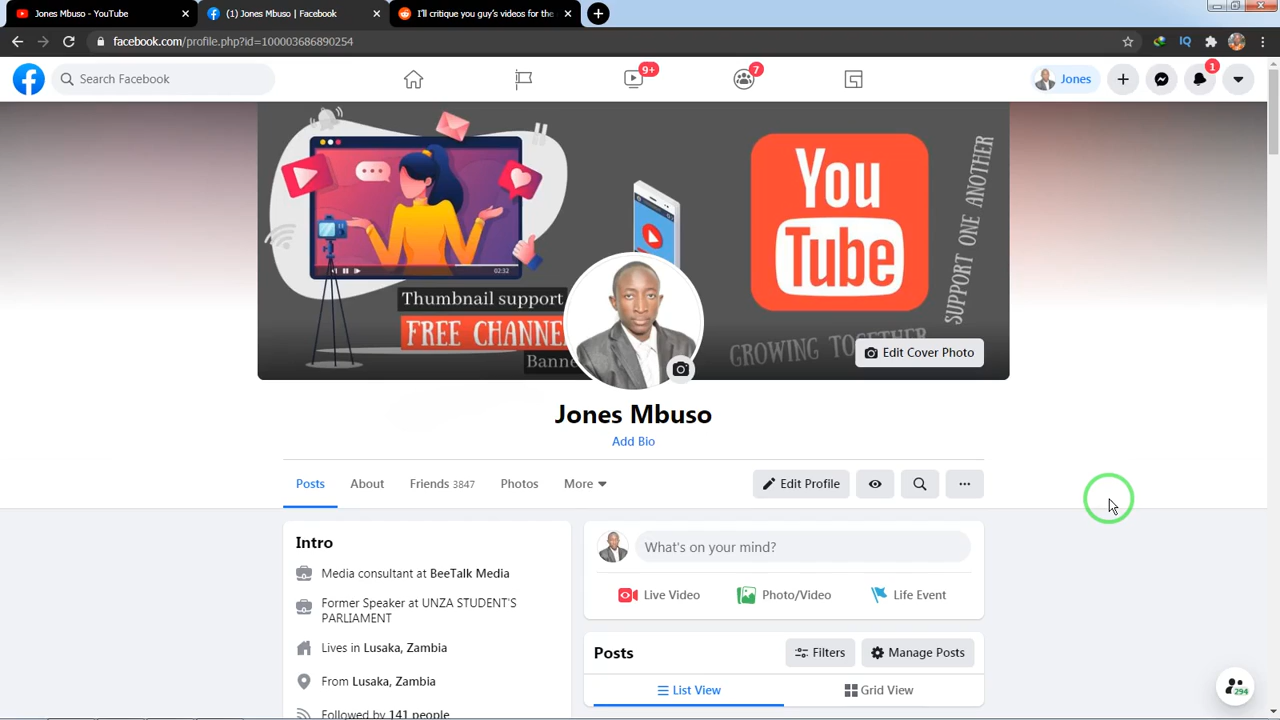 Jones Mbuso - YouTube
(1) Jones Mbuso | Facebook
I'll critique you guy's videos for the
facebook.com/profile.php?id=100003686890254
IQ
Search Facebook
9+
7
Jones
1
You
Tube
SUPPORT ONE ANOTHER
GROWING TOGETHER
02:32
Thumbnail support
FREE CHANNE
Banne
Edit Cover Photo
Jones Mbuso
Add Bio
Posts
About
Friends 3847
Photos
More
Edit Profile
Intro
Media consultant at BeeTalk Media
Former Speaker at UNZA STUDENT'S
PARLIAMENT
Lives in Lusaka, Zambia
From Lusaka, Zambia
Followed by 141 people
What's on your mind?
Live Video
Photo/Video
Life Event
Posts
Filters
Manage Posts
List View
Grid View
294